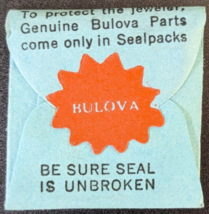 To protect the jeweler,
Genuine Bulova Parts
come only in Sealpacks
BULOVA
BE SURE SEAL
IS UNBROKEN